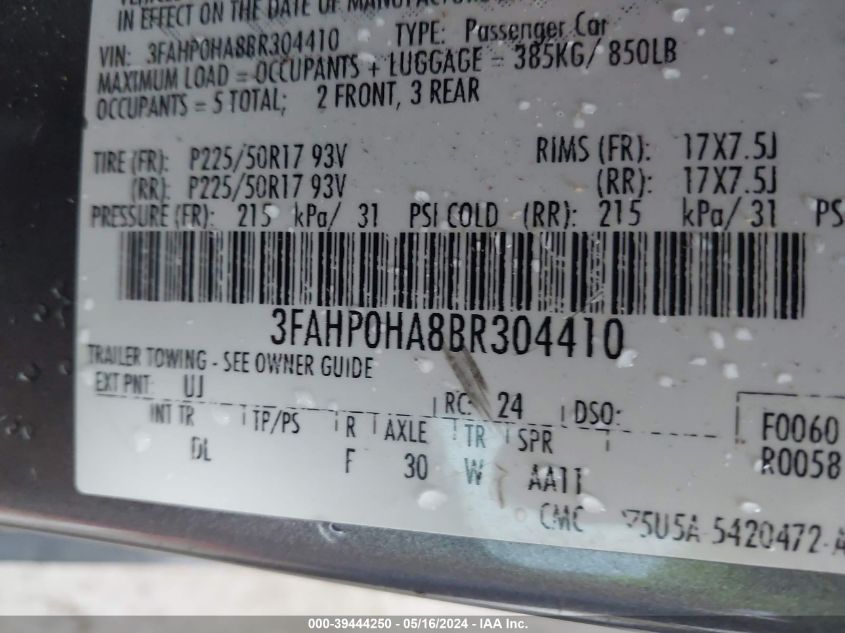 IN EFFECT ON THE DATE OF
VIN: 3FAHP0HA8BR304410 TYPE: Passenger Car
MAXIMUM LOAD = OCCUPANTS + LUGGAGE = 385KG/ 850LB
OCCUPANTS = 5 TOTAL; 2 FRONT, 3 REAR
TIRE (FR): P225/50R17 93V RIMS (FR): 17X7.5J
(RR): P225/50R17 93V (RR): 17X7.5J
PRESSURE (FR): 215 kPa/ 31 PSI COLD (RR): 215 kPa/ 31 PS
3FAHP0HA8BR304410
TRAILER TOWING - SEE OWNER GUIDE
EXT PNT: UJ RC: 24 DSO:
INT TR TP/PS R AXLE TR SPR F0060
DL F 30 W AA11 R0058
CMC 5U5A-5420472-A
000-39444250 - 05/16/2024 - IAA Inc.